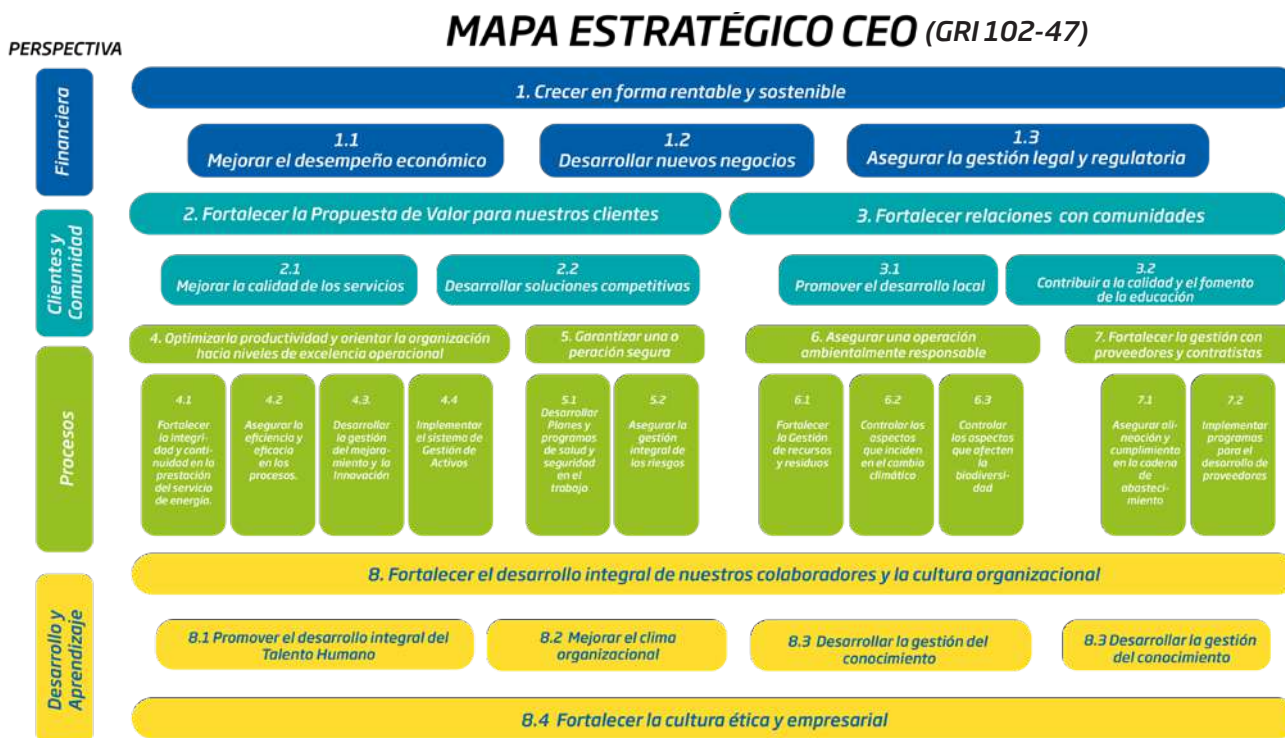 MAPA ESTRATÉGICO CEO (GRI 102-47)
PERSPECTIVA
Financiera
1. Crecer en forma rentable y sostenible
1.1
Mejorar el desempeño económico
1.2
Desarrollar nuevos negocios
1.3
Asegurar la gestión legal y regulatoria
Clientes y
Comunidad
2. Fortalecer la Propuesta de Valor para nuestros clientes
3. Fortalecer relaciones con comunidades
2.1
Mejorar la calidad de los servicios
2.2
Desarrollar soluciones competitivas
3.1
Promover el desarrollo local
3.2
Contribuir a la calidad y el fomento
de la educación
Procesos
4. Optimizarla productividad y orientar la organización
hacia niveles de excelencia operacional
5. Garantizar una o
peración segura
6. Asegurar una operación
ambientalmente responsable
7. Fortalecer la gestión con
proveedores y contratistas
4.1
Fortalecer
la integri-
dad y conti-
nuidad en la
prestación
del servicio
de energía.
4.2
Asegurar la
eficiencia y
eficacia
en los
procesos.
4.3.
Desarrollar
la gestión
del mejora-
miento y la
Innovación
4.4
Implementar
el sistema de
Gestión de
Activos
5.1
Desarrollar
Planes y
programas
de salud y
seguridad
en el
trabajo
5.2
Asegurar la
gestión
integral de
los riesgos
6.1
Fortalecer
la Gestión
de recursos
y residuos
6.2
Controlar los
aspectos
que inciden
en el cambio
climático
6.3
Controlar
los aspectos
que afecten
la
biodiversi-
dad
7.1
Asegurar ali-
neación y
cumplimiento
en la cadena
de
abasteci-
miento
7.2
Implementar
programas
para el
desarrollo de
proveedores
Desarrollo y
Aprendizaje
8. Fortalecer el desarrollo integral de nuestros colaboradores y la cultura organizacional
8.1 Promover el desarrollo integral del
Talento Humano
8.2 Mejorar el clima
organizacional
8.3 Desarrollar la gestión del
conocimiento
8.3 Desarrollar la gestión
del conocimiento
8.4 Fortalecer la cultura ética y empresarial